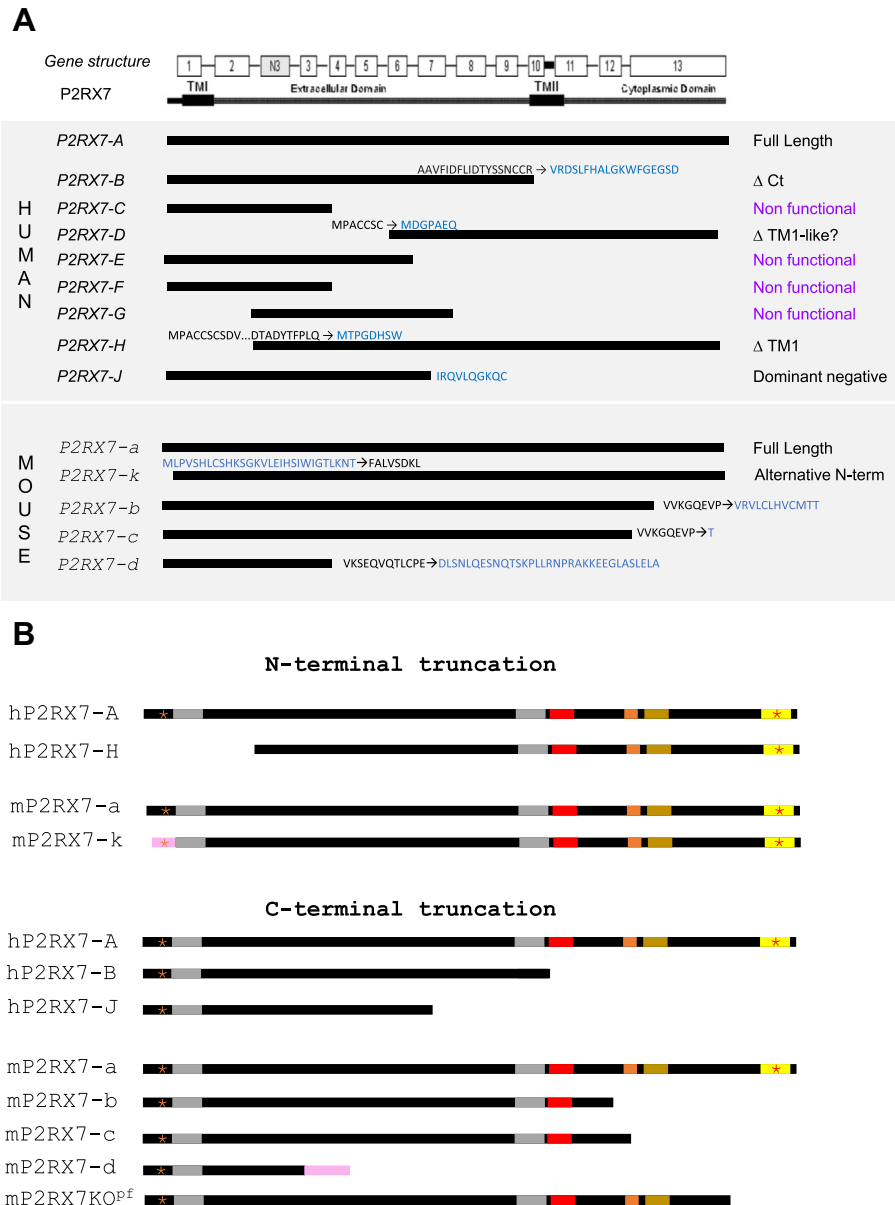 A
Gene structure
1 2 N3 3 4 5 6 7 8 9 10 11 12 13
P2RX7
TMI Extracellular Domain TMII Cytoplasmic Domain
HUMAN
P2RX7-A Full Length
AAVFIDFLIDTYSSNCCR → VRDSLFHALGKWFGEGSD
P2RX7-B Δ Ct
P2RX7-C Non functional
MPACCSC → MDGPAEQ
P2RX7-D Δ TM1-like?
P2RX7-E Non functional
P2RX7-F Non functional
P2RX7-G Non functional
MPACCSCSDV...DTADYTFPLQ → MTPGDHSW
P2RX7-H Δ TM1
P2RX7-J IRQVLQGKQC Dominant negative
MOUSE
P2RX7-a Full Length
MLPVSHLCSHKSGKVLEIHSIWIGTLKNT→FALVSDKL
P2RX7-k Alternative N-term
P2RX7-b VVKGQEVP→VRVLCLHVCMTT
P2RX7-c VVKGQEVP→T
P2RX7-d VKSEQVQTLCPE→DLSNLQESNQTSKPLLRNPRAKKEEGLASLELA
B
N-terminal truncation
hP2RX7-A * *
hP2RX7-H *
mP2RX7-a * *
mP2RX7-k * *
C-terminal truncation
hP2RX7-A * *
hP2RX7-B *
hP2RX7-J *
mP2RX7-a * *
mP2RX7-b *
mP2RX7-c *
mP2RX7-d *
mP2RX7KOpf *